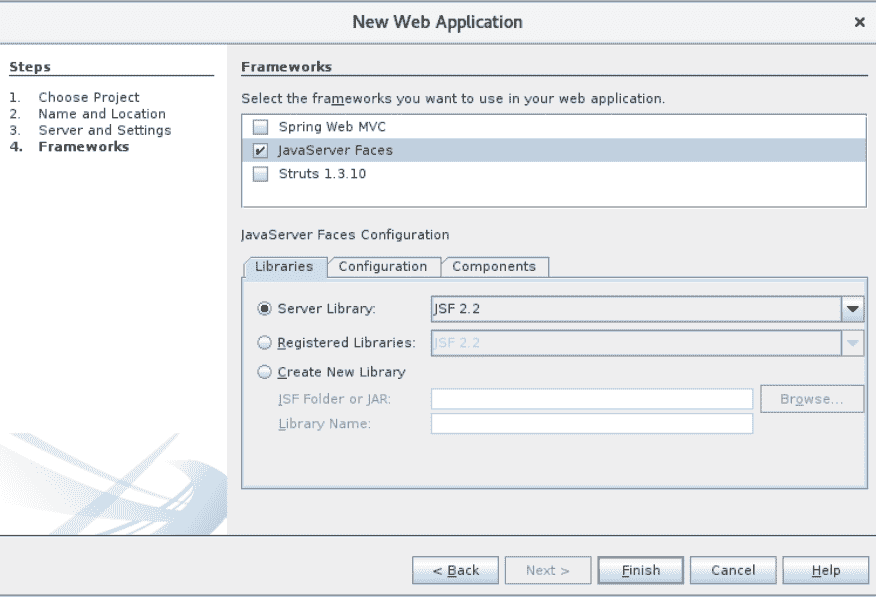 New Web Application
Steps
1. Choose Project
2. Name and Location
3. Server and Settings
4. Frameworks
Frameworks
Select the frameworks you want to use in your web application.
Spring Web MVC
JavaServer Faces
Struts 1.3.10
JavaServer Faces Configuration
Libraries Configuration Components
Server Library: JSF 2.2
Registered Libraries: JSF 2.2
Create New Library
JSF Folder or JAR: Browse...
Library Name:
< Back Next > Finish Cancel Help